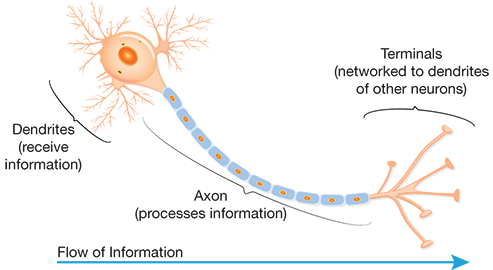 Terminals
(networked to dendrites
of other neurons)
Dendrites
(receive
information)
Axon
(processes information)
Flow of Information